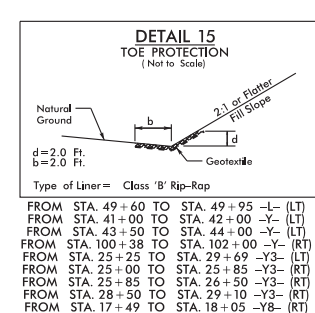 DETAIL 15
TOE PROTECTION
( Not to Scale)
Natural
Ground
b
2:1 or Flatter
Fill Slope
d
d=2.0 Ft.
b=2.0 Ft.
Geotextile
Type of Liner= Class 'B' Rip-Rap
FROM STA. 49+60 TO STA. 49+95 -L- (LT)
FROM STA. 41+00 TO STA. 42+00 -Y- (LT)
FROM STA. 43+50 TO STA. 44+00 -Y- (LT)
FROM STA. 100+38 TO STA. 102+00 -Y- (RT)
FROM STA. 25+25 TO STA. 29+69 -Y3- (LT)
FROM STA. 25+00 TO STA. 25+85 -Y3- (RT)
FROM STA. 25+85 TO STA. 26+50 -Y3- (RT)
FROM STA. 28+50 TO STA. 29+10 -Y3- (RT)
FROM STA. 17+49 TO STA. 18+05 -Y8- (RT)